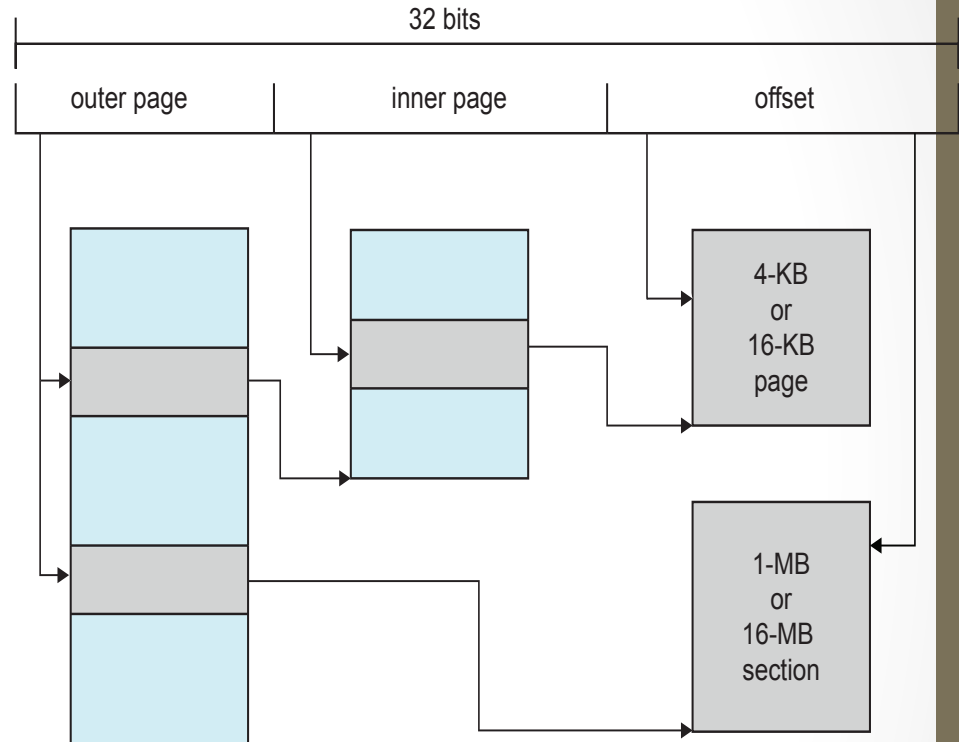 32 bits
outer page
inner page
offset
4-KB
or
16-KB
page
1-MB
or
16-MB
section